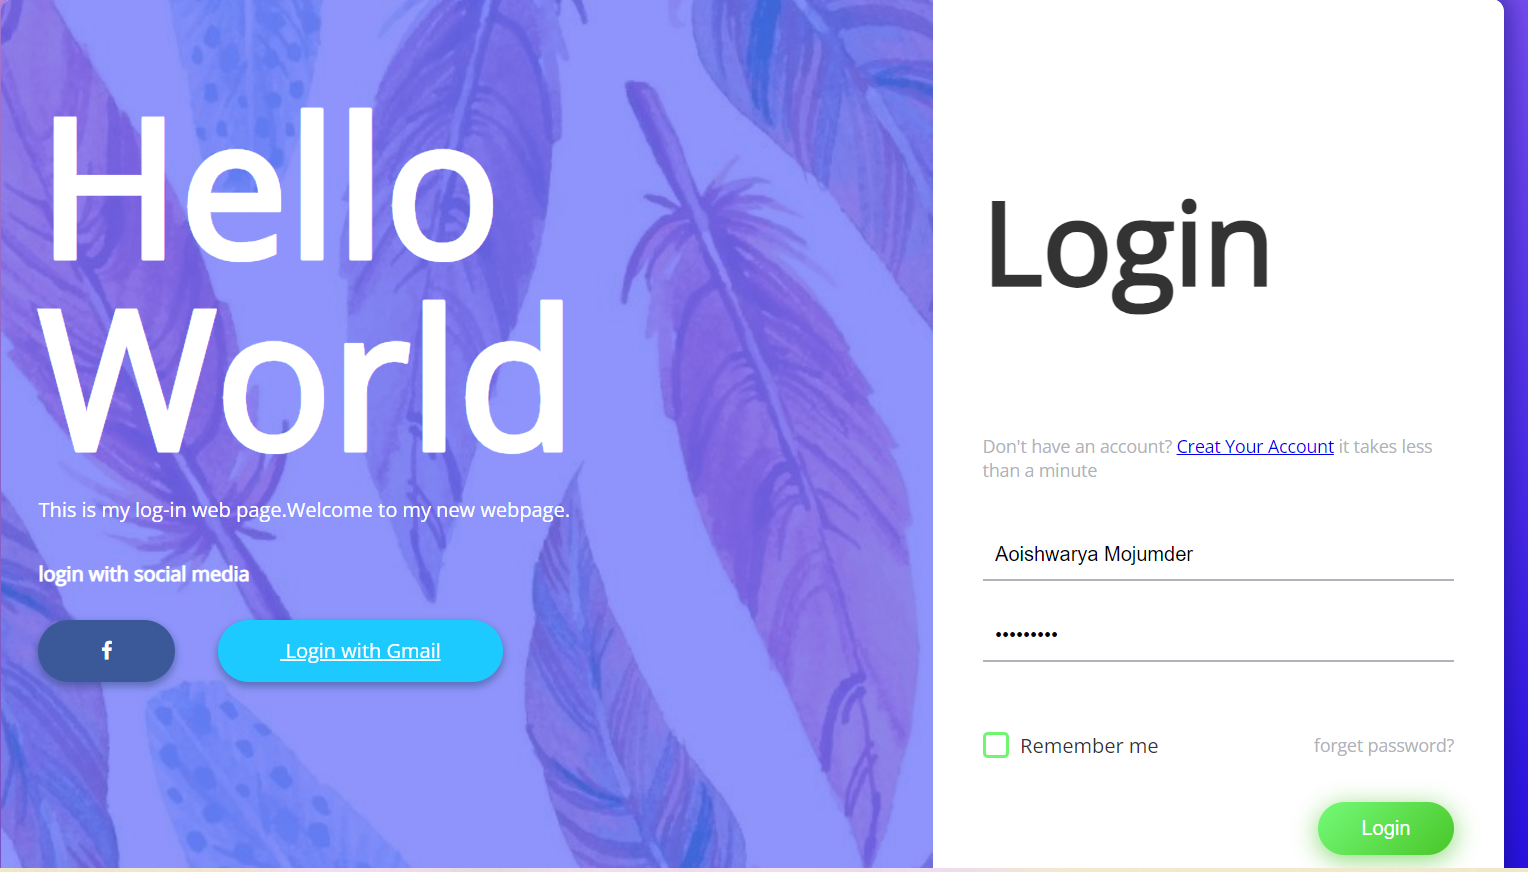 Hello
World
This is my log-in web page.Welcome to my new webpage.
login with social media
f
Login with Gmail
Login
Don't have an account? Creat Your Account it takes less
than a minute
Aoishwarya Mojumder
•••••••••
Remember me
forget password?
Login